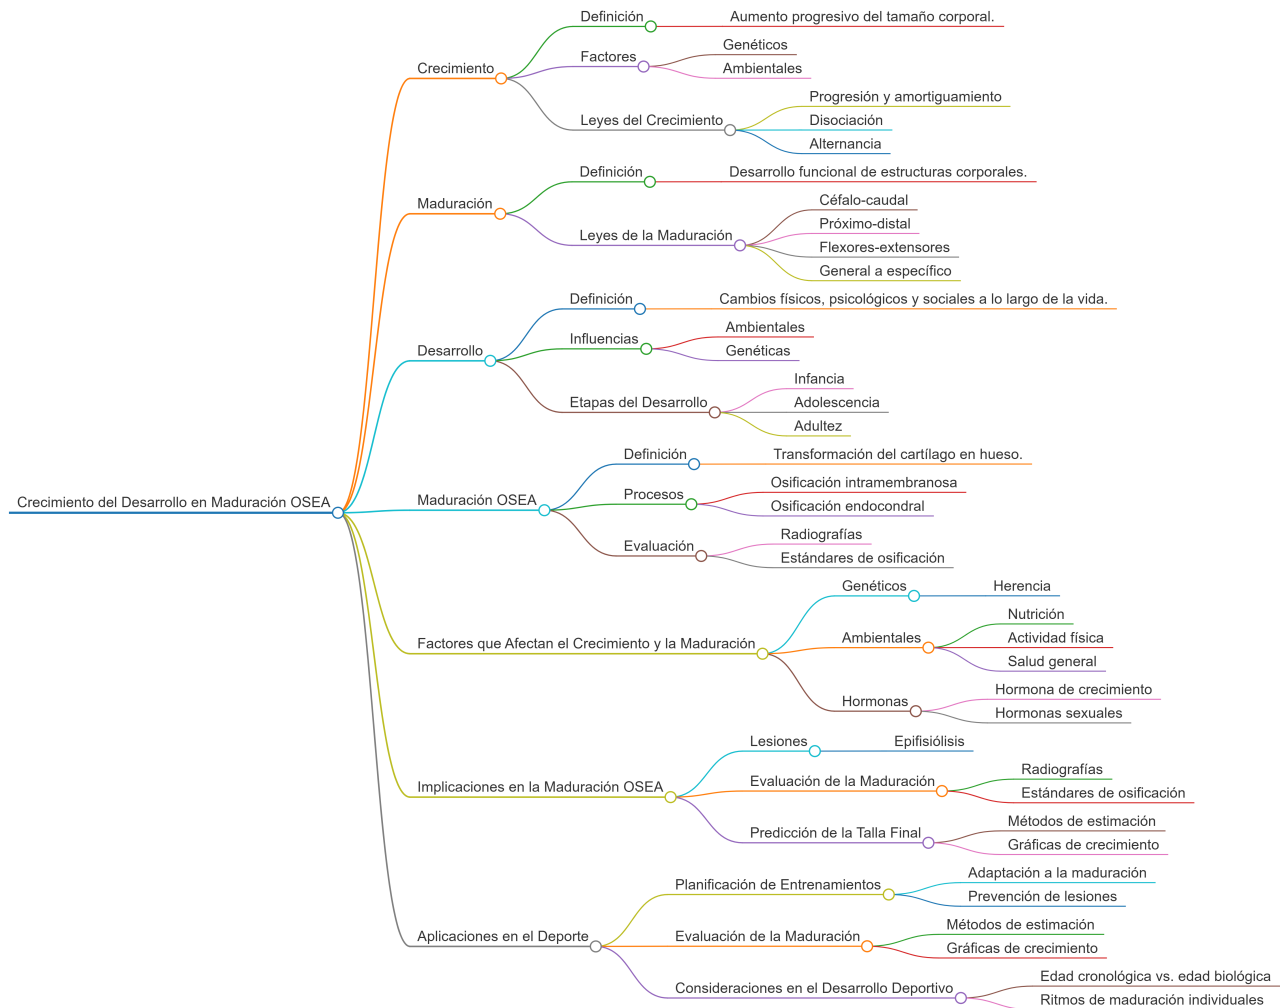 Crecimiento del Desarrollo en Maduración OSEA
Crecimiento
Definición
Aumento progresivo del tamaño corporal.
Factores
Genéticos
Ambientales
Leyes del Crecimiento
Progresión y amortiguamiento
Disociación
Alternancia
Maduración
Definición
Desarrollo funcional de estructuras corporales.
Leyes de la Maduración
Céfalo-caudal
Próximo-distal
Flexores-extensores
General a específico
Desarrollo
Definición
Cambios físicos, psicológicos y sociales a lo largo de la vida.
Influencias
Ambientales
Genéticas
Etapas del Desarrollo
Infancia
Adolescencia
Adultez
Maduración OSEA
Definición
Transformación del cartílago en hueso.
Procesos
Osificación intramembranosa
Osificación endocondral
Evaluación
Radiografías
Estándares de osificación
Factores que Afectan el Crecimiento y la Maduración
Genéticos
Herencia
Ambientales
Nutrición
Actividad física
Salud general
Hormonas
Hormona de crecimiento
Hormonas sexuales
Implicaciones en la Maduración OSEA
Lesiones
Epifisiólisis
Evaluación de la Maduración
Radiografías
Estándares de osificación
Predicción de la Talla Final
Métodos de estimación
Gráficas de crecimiento
Aplicaciones en el Deporte
Planificación de Entrenamientos
Adaptación a la maduración
Prevención de lesiones
Evaluación de la Maduración
Métodos de estimación
Gráficas de crecimiento
Consideraciones en el Desarrollo Deportivo
Edad cronológica vs. edad biológica
Ritmos de maduración individuales